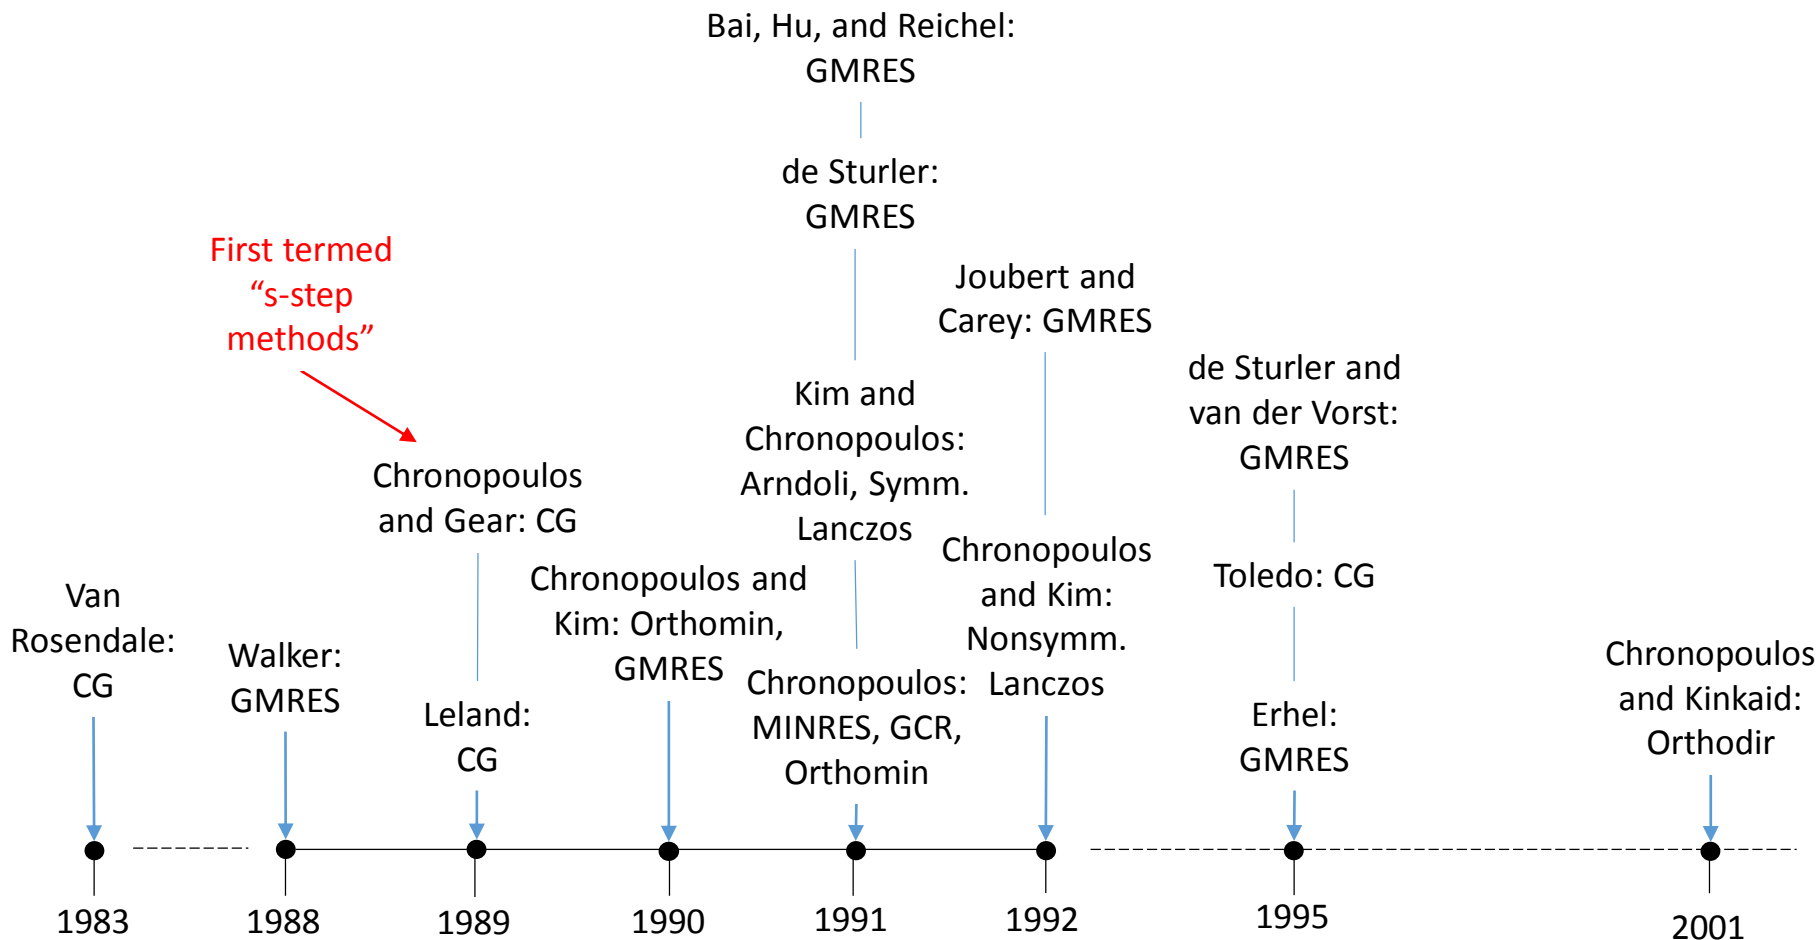 Bai, Hu, and Reichel:
GMRES
de Sturler:
GMRES
First termed
“s-step
methods”
Joubert and
Carey: GMRES
de Sturler and
van der Vorst:
GMRES
Kim and
Chronopoulos:
Arndoli, Symm.
Lanczos
Chronopoulos
and Gear: CG
Chronopoulos
and Kim:
Nonsymm.
Lanczos
Chronopoulos and
Kim: Orthomin,
GMRES
Toledo: CG
Van
Rosendale:
CG
Walker:
GMRES
Leland:
CG
Chronopoulos:
MINRES, GCR,
Orthomin
Erhel:
GMRES
Chronopoulos
and Kinkaid:
Orthodir
1983
1988
1989
1990
1991
1992
1995
2001